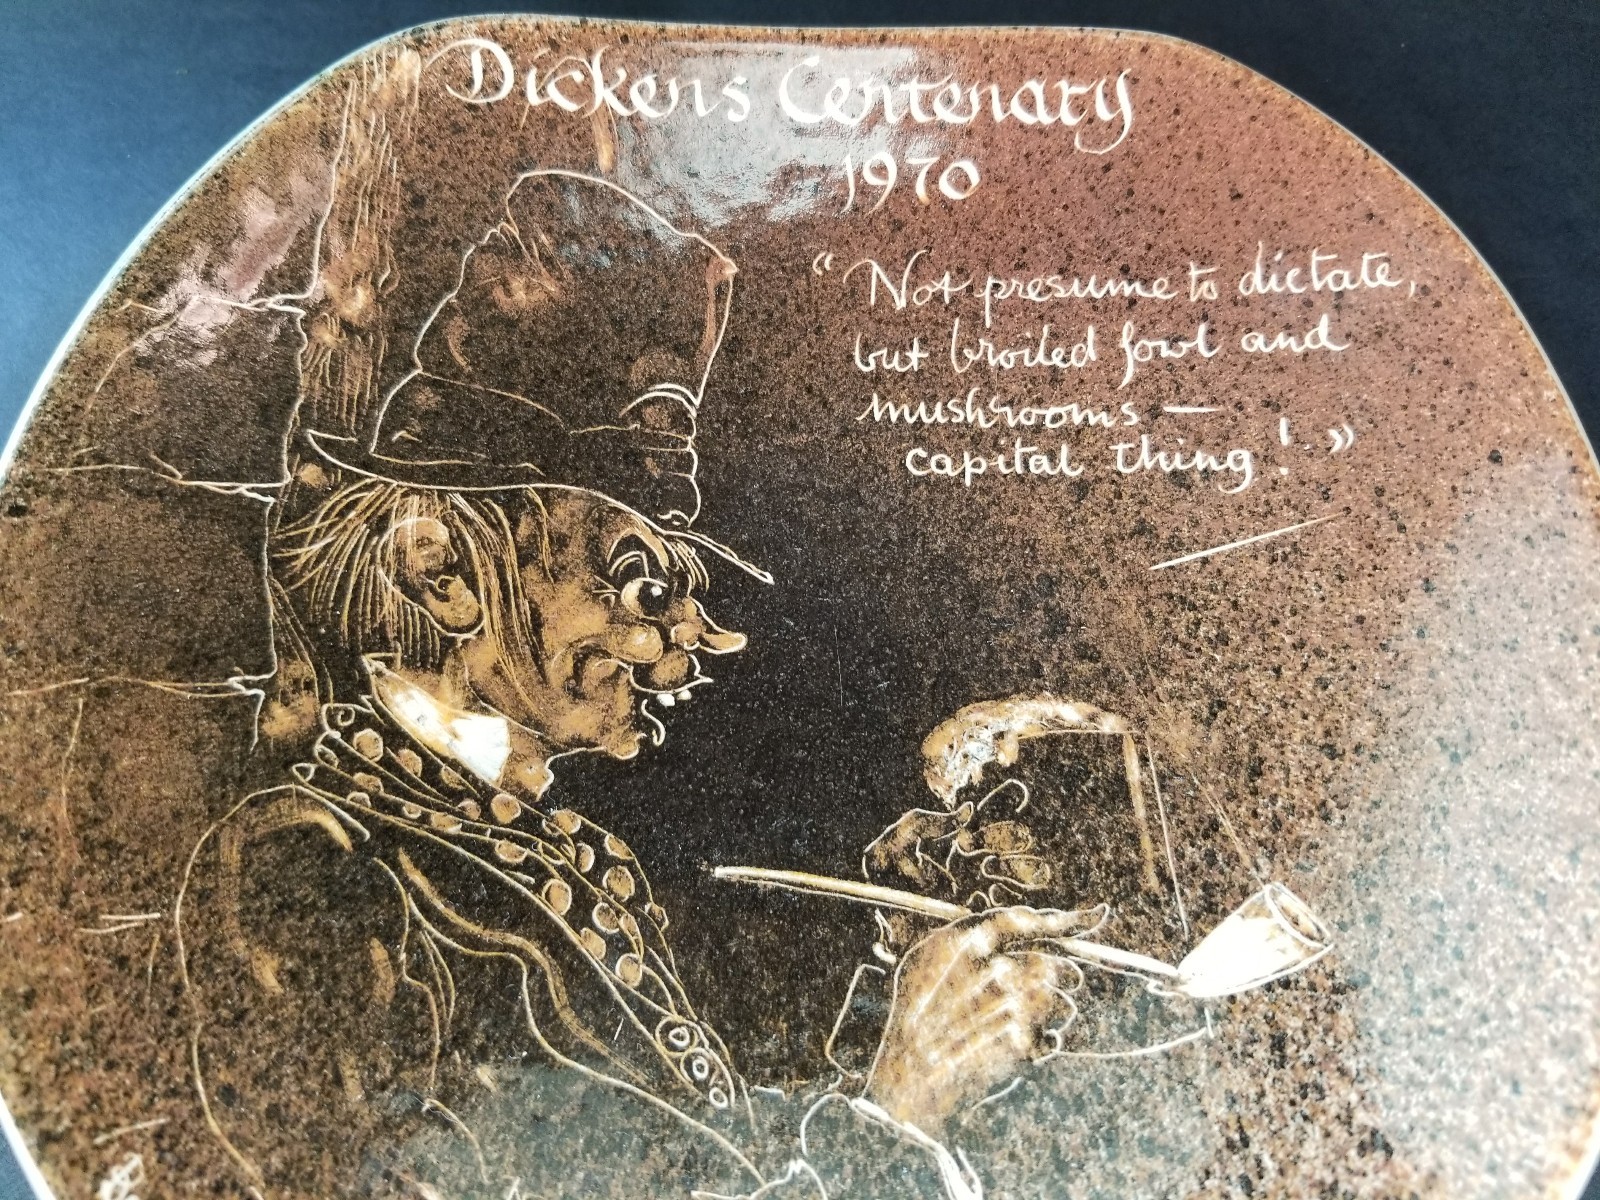 Dickens Centenary
1970
“Not presume to dictate,
but broiled fowl and
mushrooms —
capital thing!”